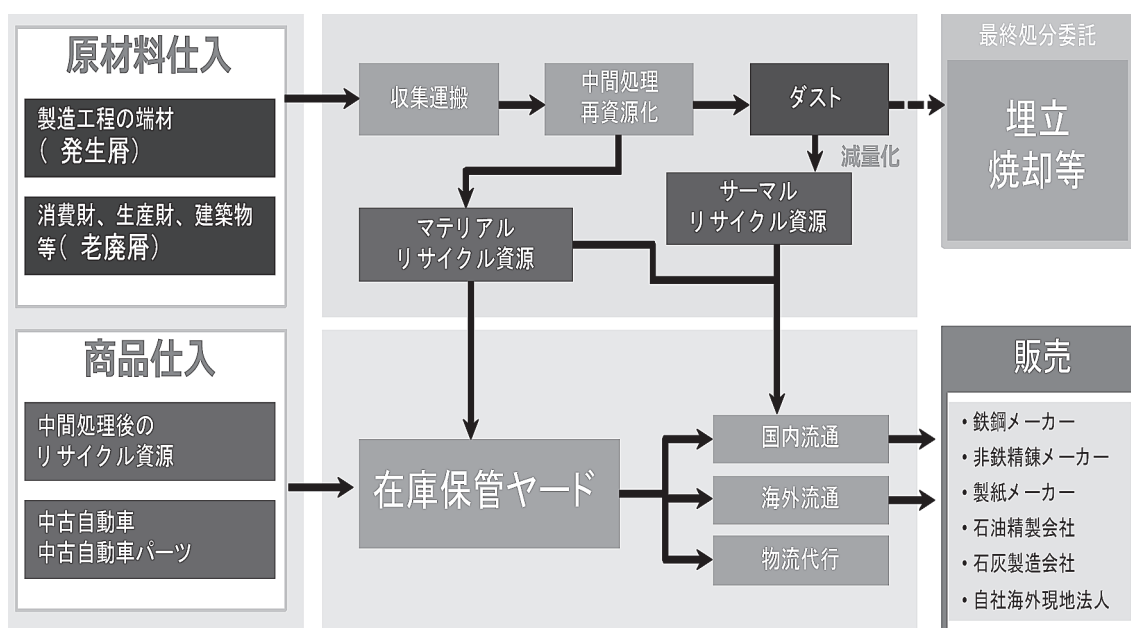 原材料仕入
製造工程の端材
( 発生屑)
消費財、生産財、建築物
等( 老廃屑)
商品仕入
中間処理後の
リサイクル資源
中古自動車
中古自動車パーツ
収集運搬
中間処理
再資源化
ダスト
減量化
マテリアル
リサイクル資源
サーマル
リサイクル資源
在庫保管ヤード
国内流通
海外流通
物流代行
最終処分委託
埋立
焼却等
販売
・鉄鋼メーカー
・非鉄精錬メーカー
・製紙メーカー
・石油精製会社
・石灰製造会社
・自社海外現地法人